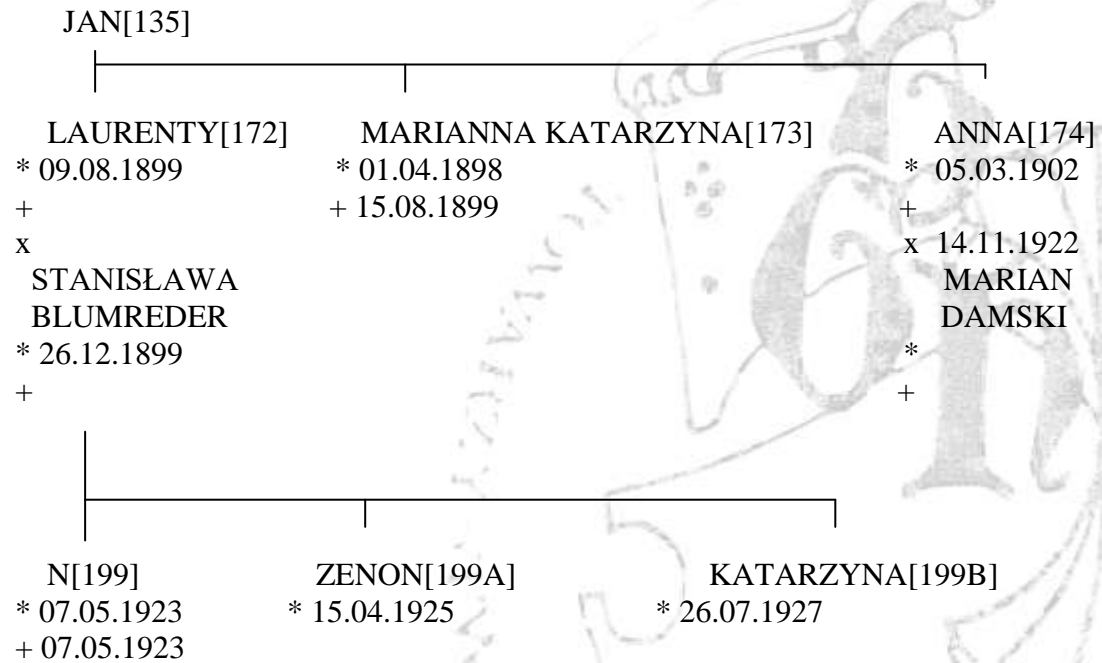 JAN[135]
LAURENTY[172] MARIANNA KATARZYNA[173] ANNA[174]
* 09.08.1899 * 01.04.1898 * 05.03.1902
+ + 15.08.1899 +
x x 14.11.1922
STANISŁAWA MARIAN
BLUMREDER DAMSKI
* 26.12.1899 *
+ +
N[199] ZENON[199A] KATARZYNA[199B]
* 07.05.1923 * 15.04.1925 * 26.07.1927
+ 07.05.1923